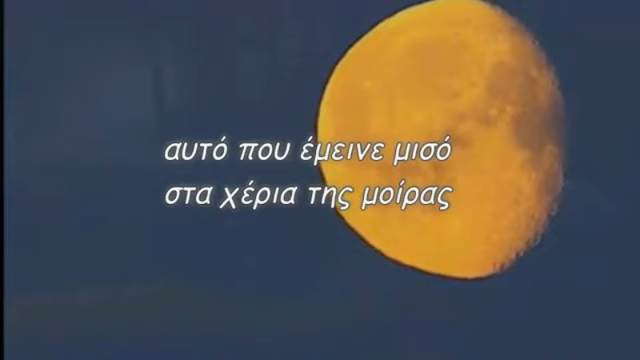 αυτό που έμεινε μισό
στα χέρια της μοίρας